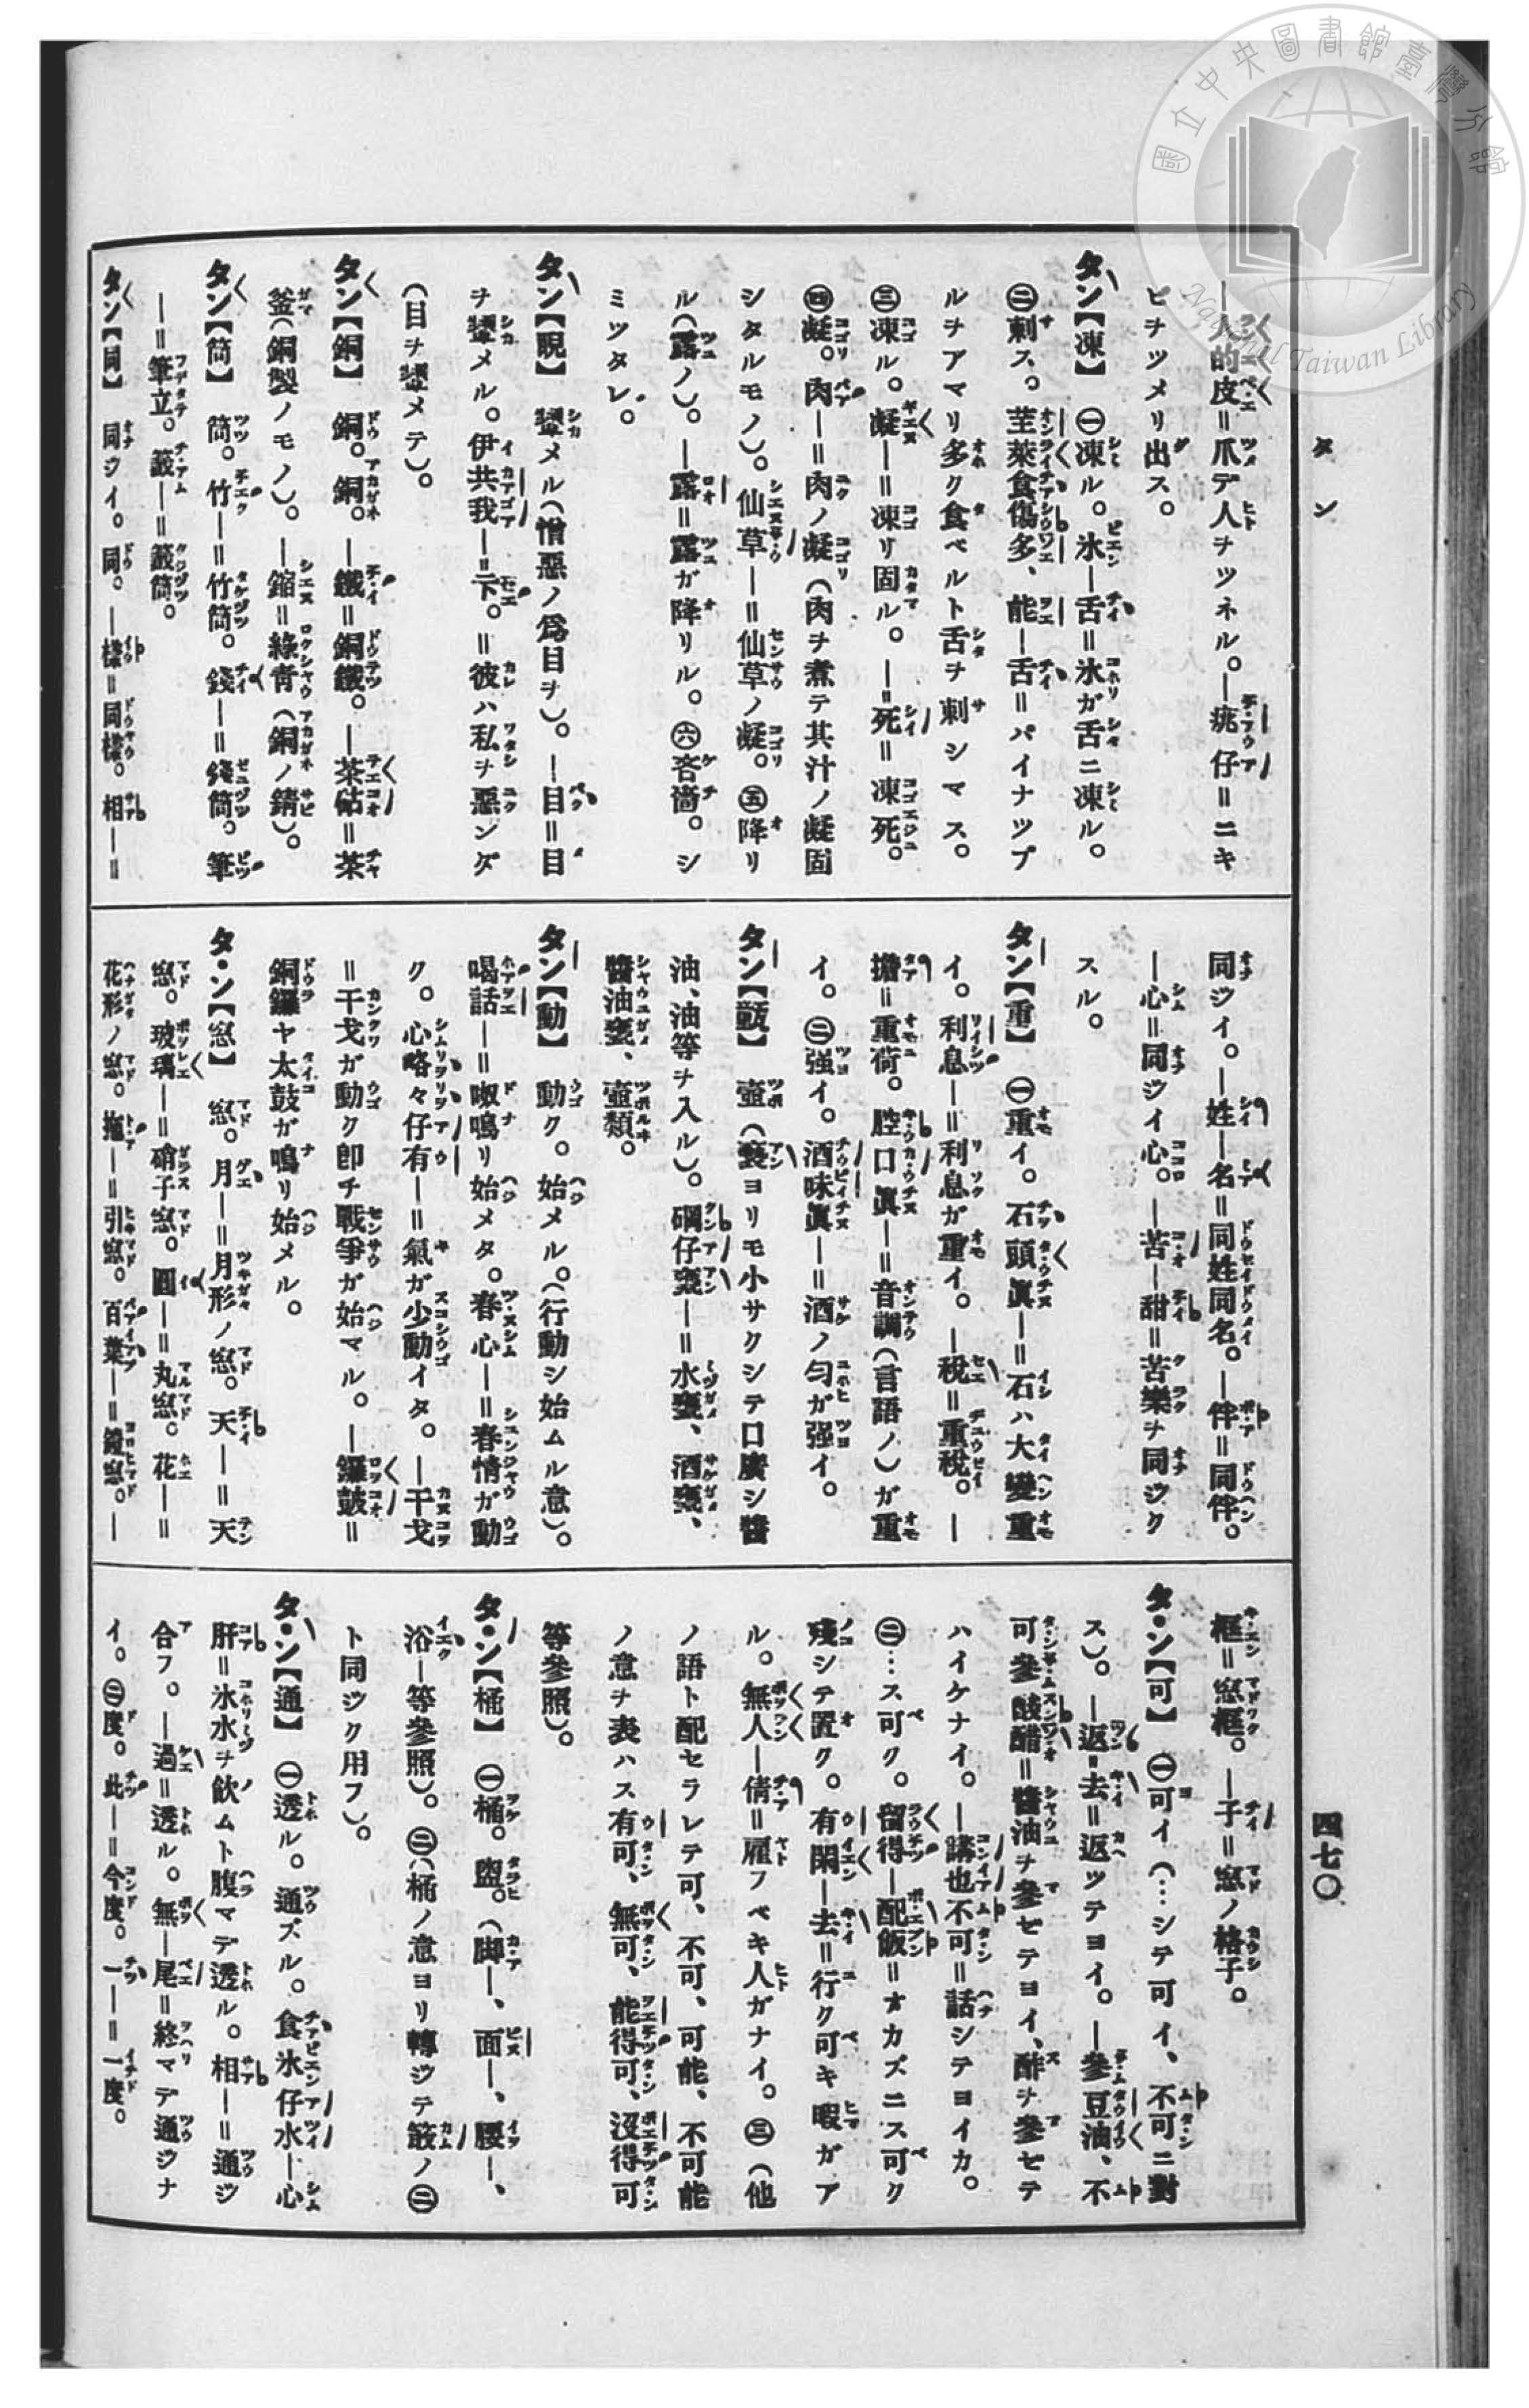 タン
四七〇
―人的皮＝爪デ人ヲツネル。―珧仔＝ニキ
ビヲツメリ出ス。
タン【凍】 ㊀凍ル。氷―舌＝氷ガ舌ニ凍ル。
㊁刺ス。荎萊食傷多、能―舌＝パイナツプ
ルヲアマリ多ク食ベルト舌ヲ刺シマス。
㊂凍ル。凝―＝凍リ固ル。―死＝凍死。
㊃凝。肉―＝肉ノ凝（肉ヲ煮テ其汁ノ凝固
シタルモノ）。仙草―＝仙草ノ凝。㊄降リ
ル（露ノ）。―露＝露ガ降リル。㊅吝嗇。シ
ミツタレ。
タン【䀏】 顰メル（憎惡ノ爲目ヲ）。―目＝目
ヲ顰メル。伊共我―下。＝彼ハ私ヲ惡ンダ
（目ヲ顰メテ）。
タン【銅】 銅。銅。―鐵＝銅鐵。―茶砧＝茶
釜（銅製ノモノ）。―鉎＝綠靑（銅ノ錆）。
タン【筒】 筒。竹―＝竹筒。錢―＝錢筒。筆
―＝筆立。籤―＝籤筒。
タン【同】 同ジイ。同。―樣＝同樣。相―＝
同ジイ。―姓―名＝同姓同名。―伴＝同伴。
―心＝同ジイ心。―苦―甜＝苦樂ヲ同ジク
スル。
タン【重】 ㊀重イ。石頭眞―＝石ハ大變重
イ。利息―＝利息ガ重イ。―稅＝重稅。―
擔＝重荷。腔口眞―＝音調（言語ノ）ガ重
イ。㊁强イ。酒味眞―＝酒ノ匂ガ强イ。
タン 壺（甕ヨリモ小サクシテ口廣シ醬
油、油等ヲ入ル）。䃑仔甕―＝水甕、酒甕、
醬油甕、壺類。
タン【動】 動ク。始メル。（行動シ始ムル意）。
喝話―＝呶鳴リ始メタ。春心―＝春情ガ動
ク。心略々仔有―＝氣ガ少動イタ。―干戈
＝干戈ガ動ク卽チ戰爭ガ始マル。―鑼鼓＝
銅鑼ヤ太鼓ガ鳴リ始メル。
タ・ン【窓】 窓。月―＝月形ノ窓。天―＝天
窓。玻璃―＝硝子窓。圓―＝丸窓。花―＝
花形ノ窓。拖―＝引窓。百葉―＝鎧窓。―
框＝窓框。―子＝窓ノ格子。
タ・ン【可】 ㊀可イ（…シテ可イ、不可ニ對
ス）。―返去＝返ツテヨイ。―參豆油、不
可參酸醋＝醬油ヲ參ゼテヨイ、酢ヲ參ゼテ
ハイケナイ。―講也不可＝話シテヨイカ。
㊁…ス可ク。留得―配飯＝オカズニス可ク
殘シテ置ク。有閑―去＝行ク可キ暇ガア
ル。無人―倩＝雇フベキ人ガナイ。㊂（他
ノ語ト配セラレテ可、不可、可能、不可能
ノ意ヲ表ハス有可、無可、能得可、沒得可
等參照）。
タ・ン【桶】 ㊀桶。盥。（脚―、面―、腰―、
浴―等參照）。㊁（桶ノ意ヨリ轉ジテ簸ノ㊁
ト同ジク用フ）。
タ・ン【通】 ㊀透ル。通ズル。食氷仔水―心
肝＝氷水ヲ飮ムト腹マデ透ル。相―＝通ジ
合フ。―過＝透ル。無―尾＝終マデ通ジナ
イ。㊁度。此―＝今度。一―＝一度。